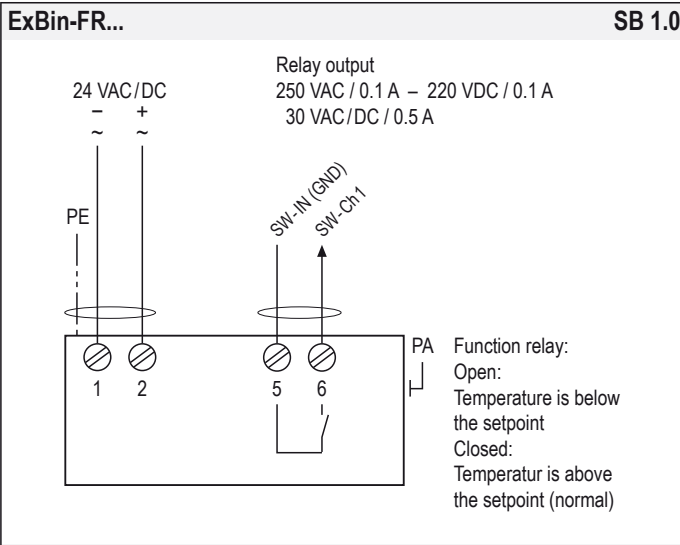 ExBin-FR... SB 1.0
Relay output
24 VAC/DC 250 VAC / 0.1 A – 220 VDC / 0.1 A
– + 30 VAC/DC / 0.5 A
~ ~
SW-IN (GND)
SW-Ch1
PE
PA
1 2 5 6
Function relay:
Open:
Temperature is below
the setpoint
Closed:
Temperatur is above
the setpoint (normal)